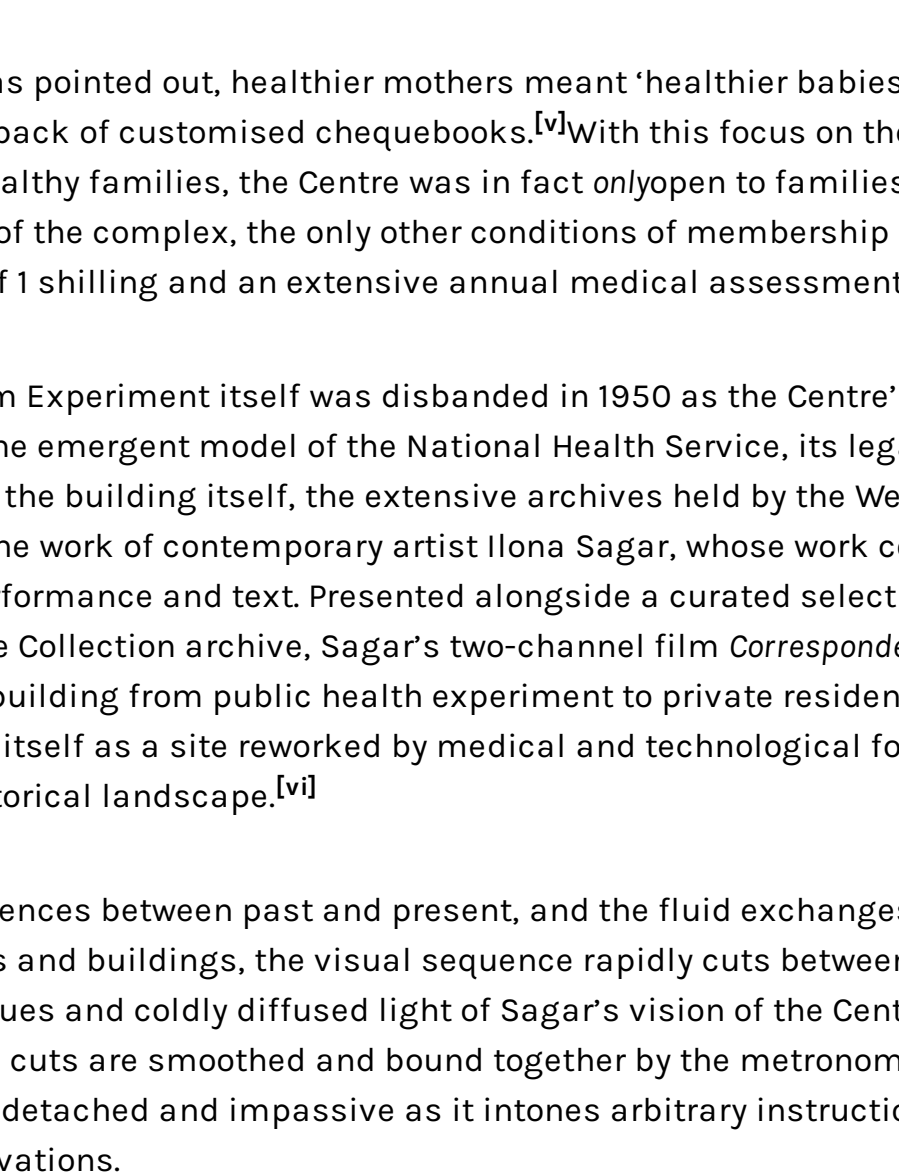 as pointed out, healthier mothers meant ‘healthier babies
back of customised chequebooks.[v]With this focus on the
althy families, the Centre was in fact onlyopen to families
of the complex, the only other conditions of membership
f 1 shilling and an extensive annual medical assessment
m Experiment itself was disbanded in 1950 as the Centre’
he emergent model of the National Health Service, its lega
the building itself, the extensive archives held by the We
he work of contemporary artist Ilona Sagar, whose work co
rformance and text. Presented alongside a curated select
e Collection archive, Sagar’s two-channel film Corresponde
building from public health experiment to private residen
itself as a site reworked by medical and technological fo
torical landscape.[vi]
ences between past and present, and the fluid exchanges
s and buildings, the visual sequence rapidly cuts between
ues and coldly diffused light of Sagar’s vision of the Cent
cuts are smoothed and bound together by the metronom
detached and impassive as it intones arbitrary instructio
vations.